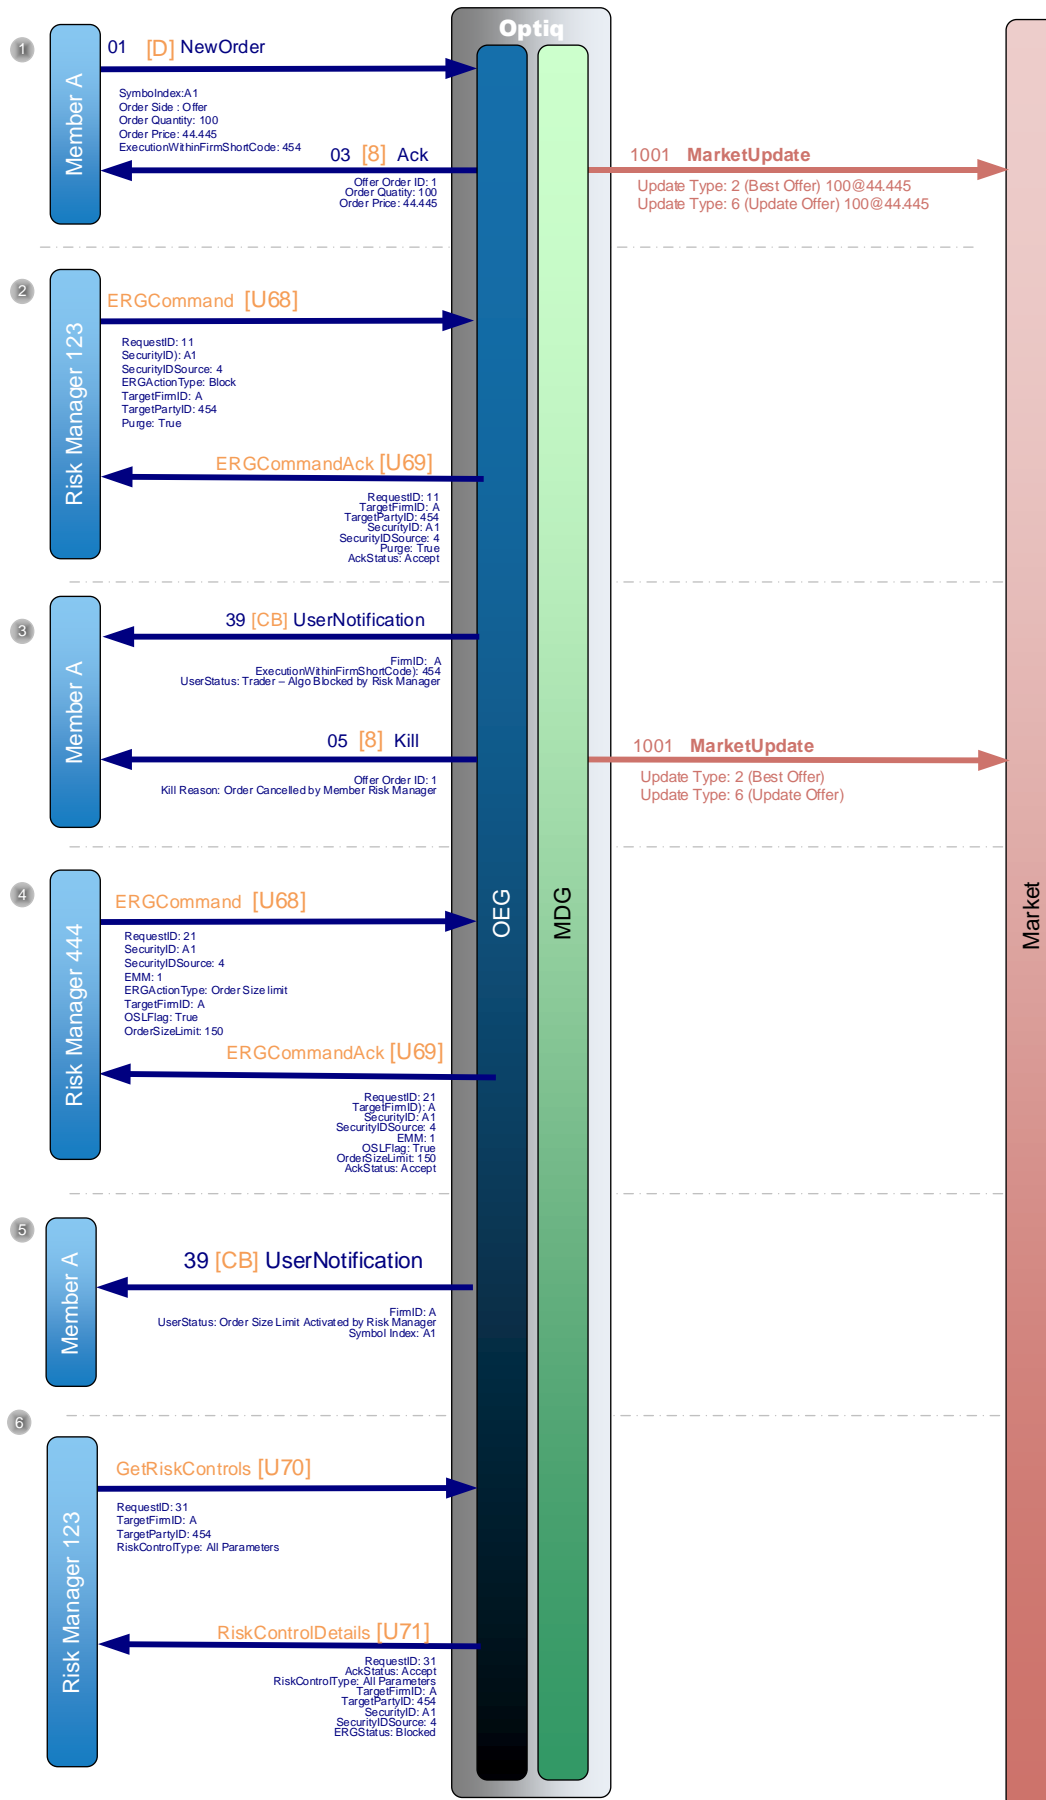 Optiq
1
Member A
01 [D] NewOrder
SymbolIndex:A1
Order Side : Offer
Order Quantity: 100
Order Price: 44.445
ExecutionWithinFirmShortCode: 454
03 [8] Ack
Offer Order ID: 1
Order Quatity: 100
Order Price: 44.445
1001 MarketUpdate
Update Type: 2 (Best Offer) 100@44.445
Update Type: 6 (Update Offer) 100@44.445
2
Risk Manager 123
ERGCommand [U68]
RequestID: 11
SecurityID): A1
SecurityIDSource: 4
ERGActionType: Block
TargetFirmID: A
TargetPartyID: 454
Purge: True
ERGCommandAck [U69]
RequestID: 11
TargetFirmID: A
TargetPartyID: 454
SecurityID: A1
SecurityIDSource: 4
Purge: True
AckStatus: Accept
3
Member A
39 [CB] UserNotification
FirmID: A
ExecutionWithinFirmShortCode): 454
UserStatus: Trader – Algo Blocked by Risk Manager
05 [8] Kill
Offer Order ID: 1
Kill Reason: Order Cancelled by Member Risk Manager
1001 MarketUpdate
Update Type: 2 (Best Offer)
Update Type: 6 (Update Offer)
OEG
MDG
Market
4
Risk Manager 444
ERGCommand [U68]
RequestID: 21
SecurityID: A1
SecurityIDSource: 4
EMM: 1
ERGActionType: Order Size limit
TargetFirmID: A
OSLFlag: True
OrderSizeLimit: 150
ERGCommandAck [U69]
RequestID: 21
TargetFirmID): A
SecurityID: A1
SecurityIDSource: 4
EMM: 1
OSLFlag: True
OrderSizeLimit: 150
AckStatus: Accept
5
Member A
39 [CB] UserNotification
FirmID: A
UserStatus: Order Size Limit Activated by Risk Manager
Symbol Index: A1
6
Risk Manager 123
GetRiskControls [U70]
RequestID: 31
TargetFirmID: A
TargetPartyID: 454
RiskControlType: All Parameters
RiskControlDetails [U71]
RequestID: 31
AckStatus: Accept
RiskControlType: All Parameters
TargetFirmID: A
TargetPartyID: 454
SecurityID: A1
SecurityIDSource: 4
ERGStatus: Blocked